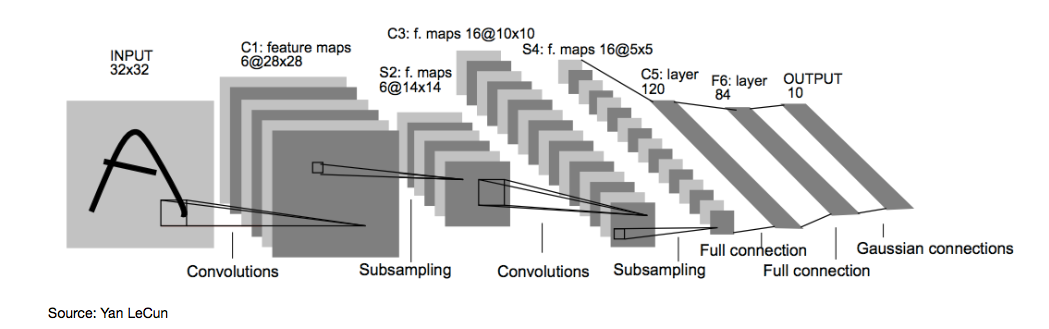 INPUT
32x32
C1: feature maps
6@28x28
S2: f. maps
6@14x14
C3: f. maps 16@10x10
S4: f. maps 16@5x5
C5: layer
120
F6: layer
84
OUTPUT
10
Convolutions
Subsampling
Convolutions
Subsampling
Full connection
Full connection
Gaussian connections
Source: Yan LeCun